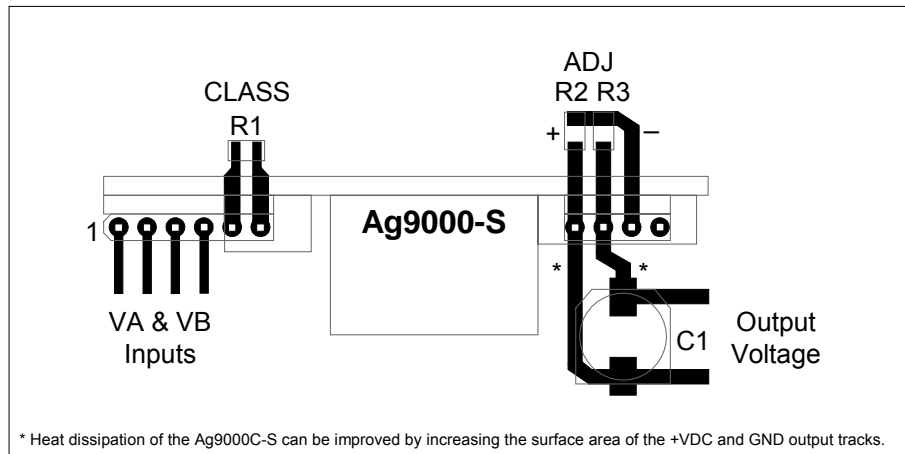 ADJ
R2 R3
CLASS
R1
+
–
1
Ag9000-S
*
*
VA & VB
Inputs
C1
Output
Voltage
* Heat dissipation of the Ag9000C-S can be improved by increasing the surface area of the +VDC and GND output tracks.